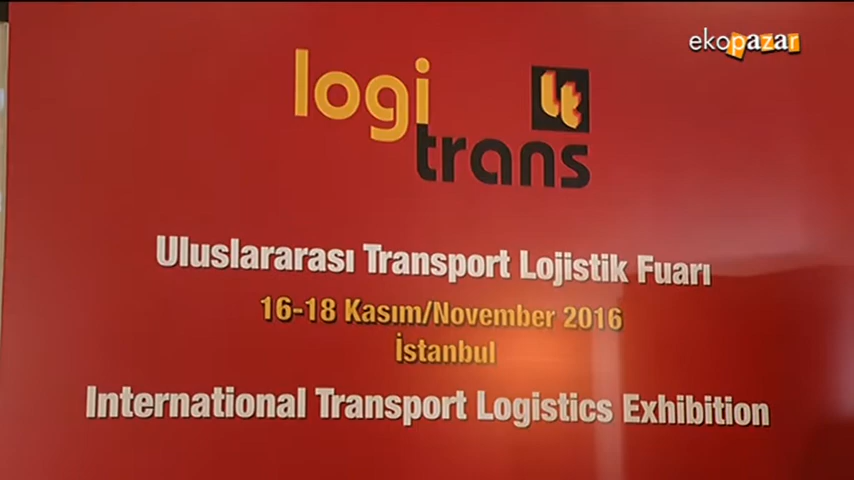 ekopazar
logi
lt
trans
Uluslararası Transport Lojistik Fuarı
16-18 Kasım/November 2016
İstanbul
International Transport Logistics Exhibition